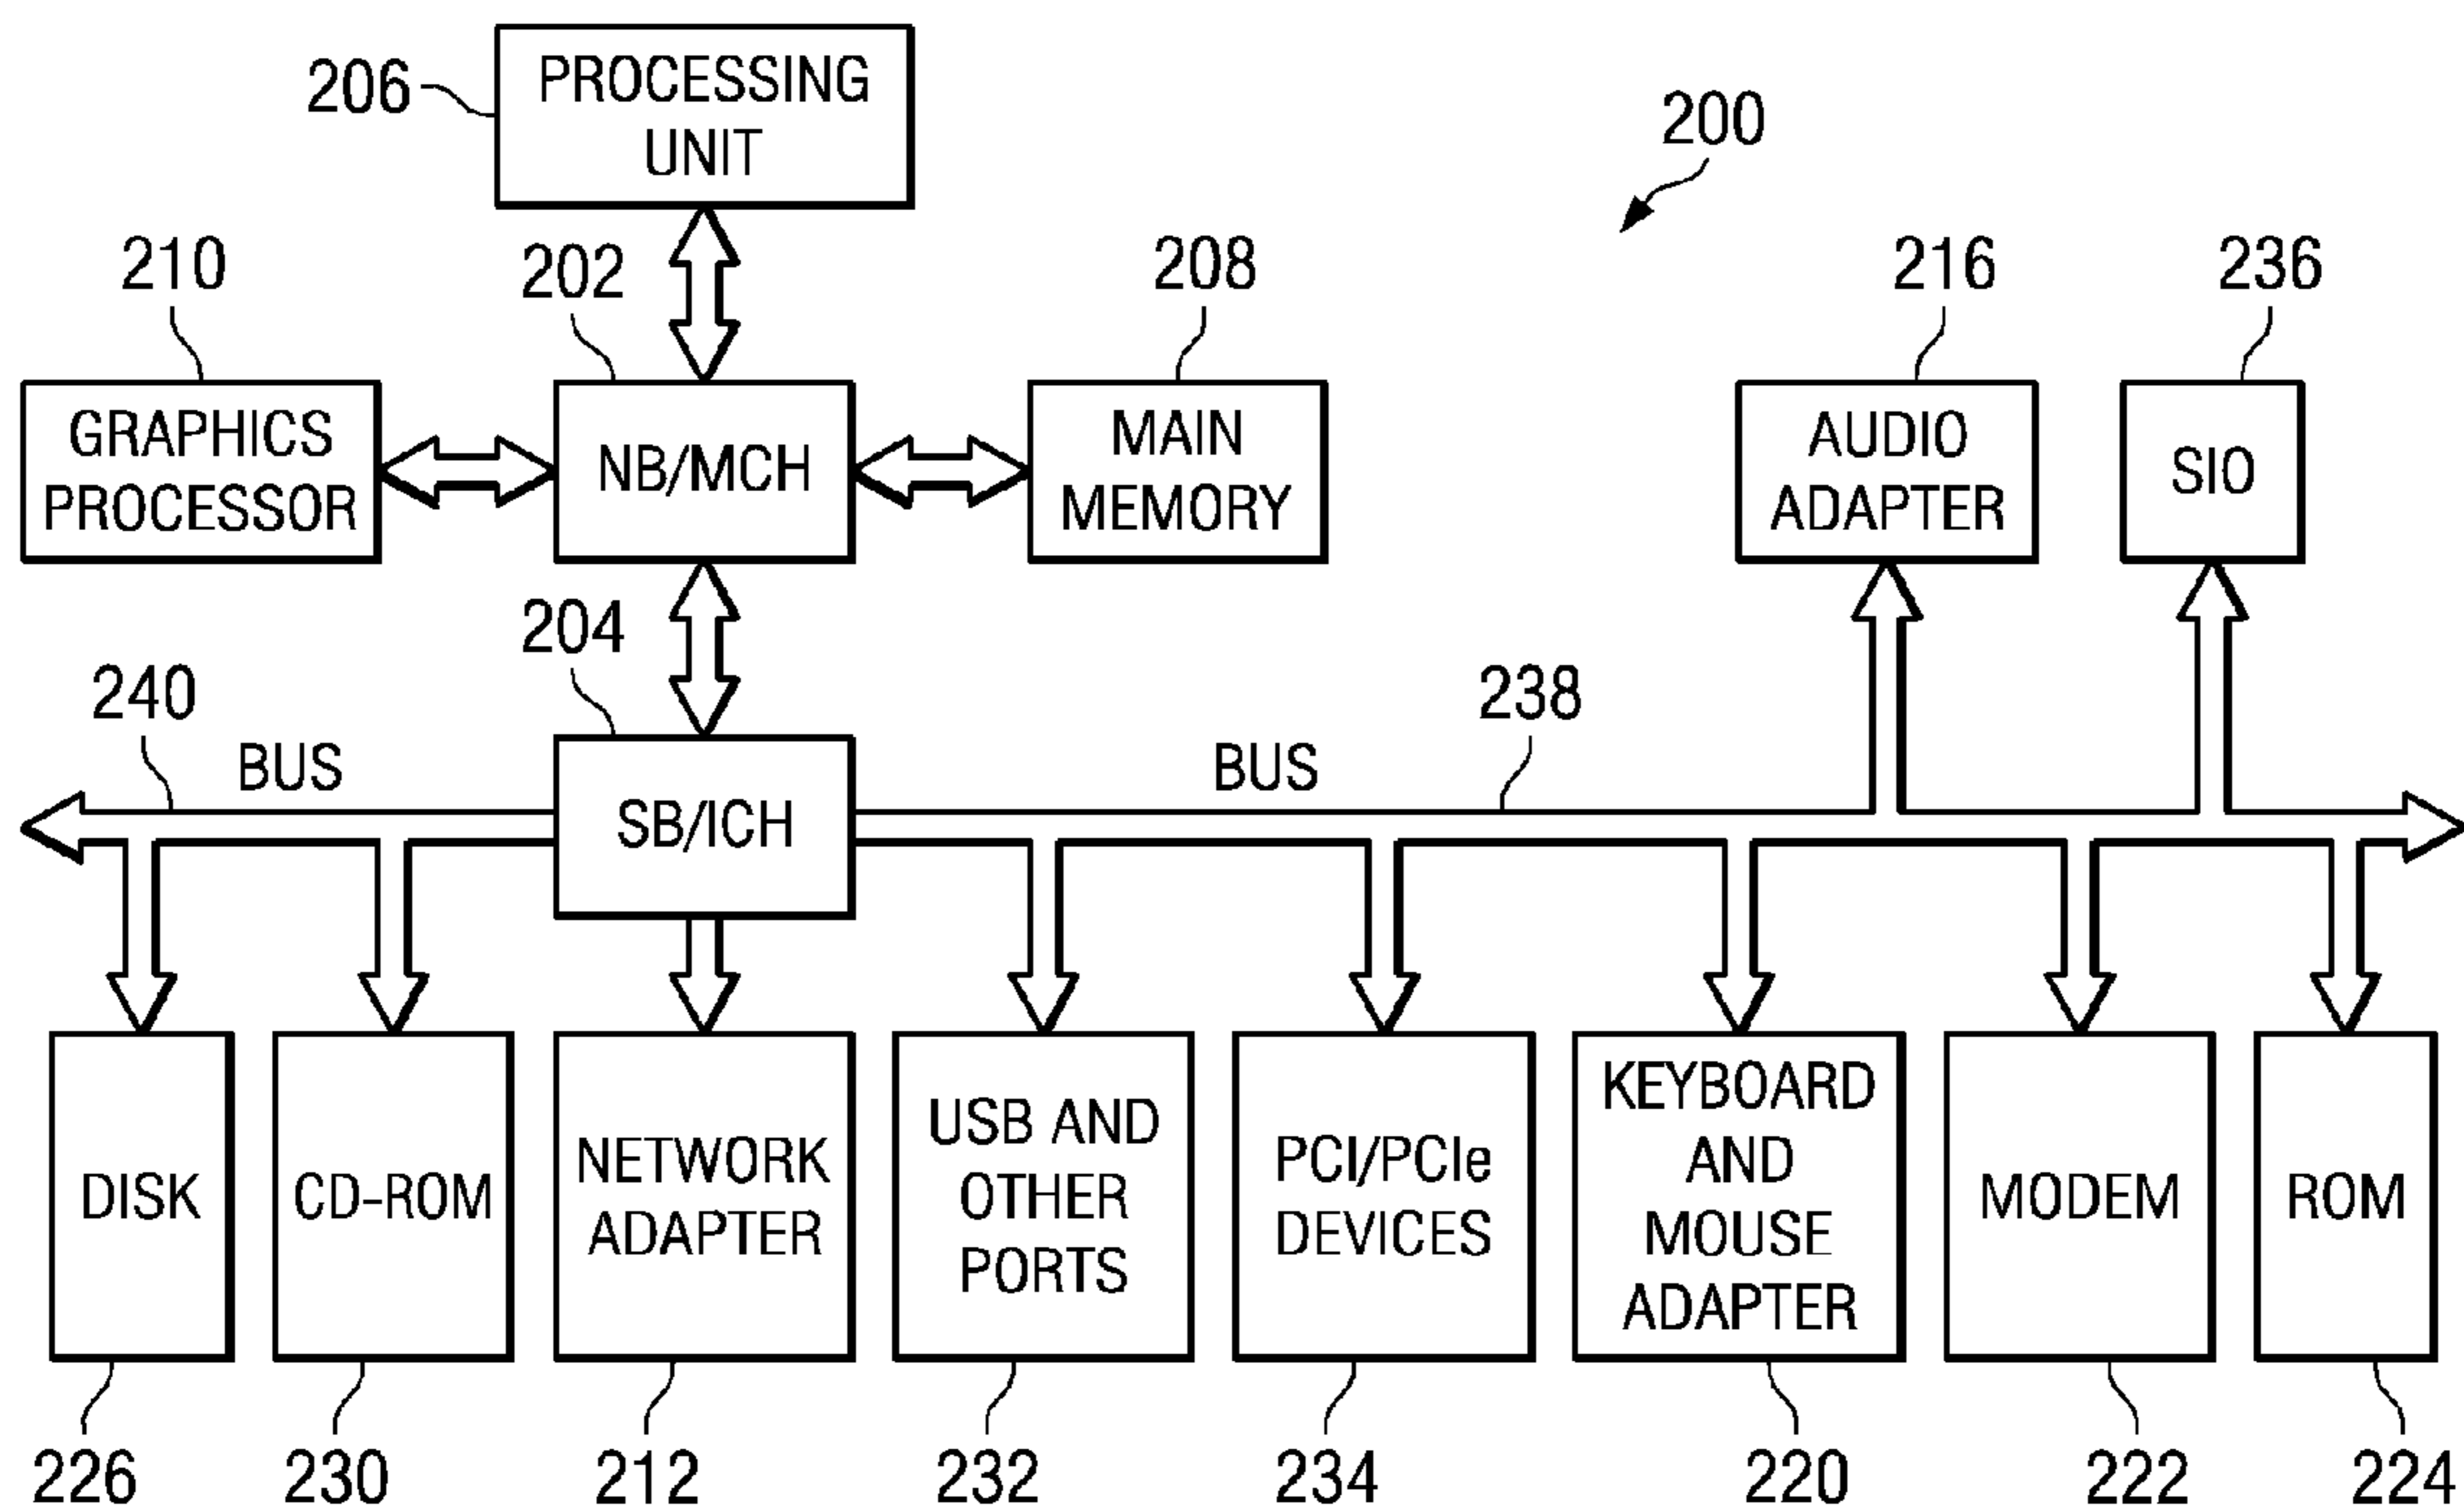 PROCESSING
UNIT
206
200
210
202
208
216
236
GRAPHICS
PROCESSOR
NB/MCH
MAIN
MEMORY
AUDIO
ADAPTER
SIO
204
240
BUS
238
BUS
SB/ICH
DISK
CD-ROM
NETWORK
ADAPTER
USB AND
OTHER
PORTS
PCI/PCIe
DEVICES
KEYBOARD
AND
MOUSE
ADAPTER
MODEM
ROM
226
230
212
232
234
220
222
224